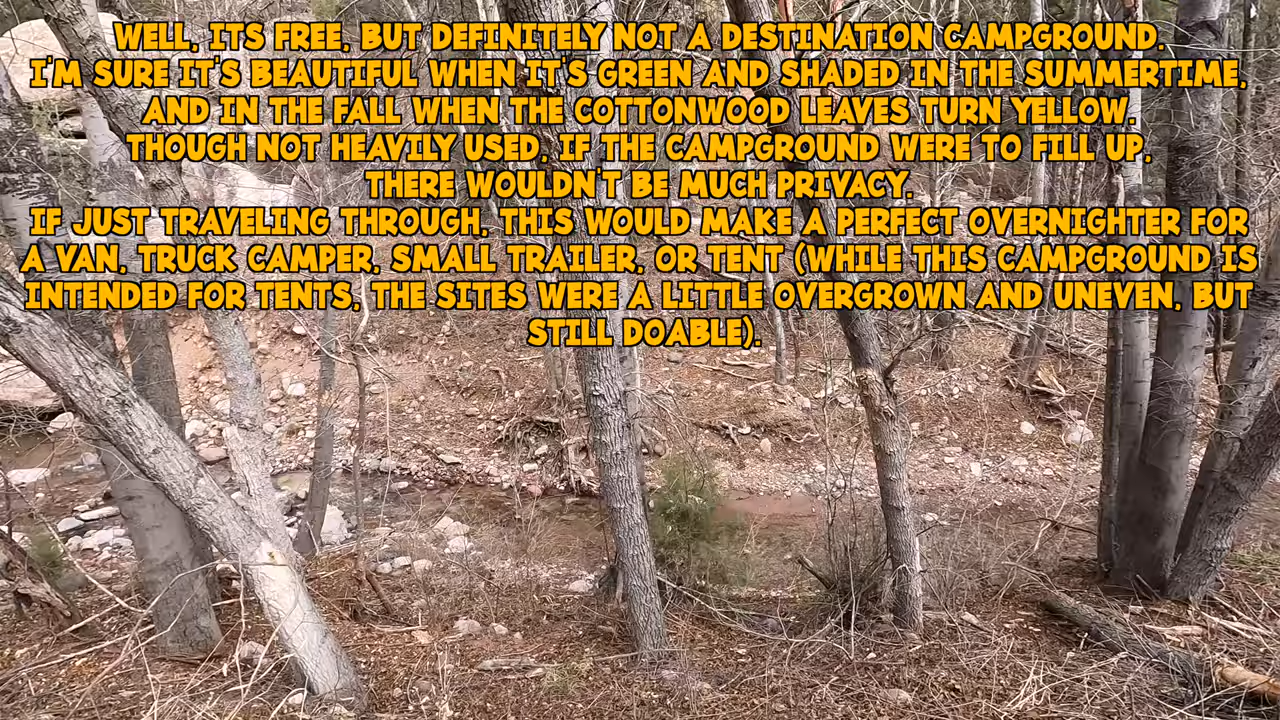 WELL, ITS FREE, BUT DEFINITELY NOT A DESTINATION CAMPGROUND.
I'M SURE IT'S BEAUTIFUL WHEN IT'S GREEN AND SHADED IN THE SUMMERTIME,
AND IN THE FALL WHEN THE COTTONWOOD LEAVES TURN YELLOW.
THOUGH NOT HEAVILY USED, IF THE CAMPGROUND WERE TO FILL UP,
THERE WOULDN'T BE MUCH PRIVACY.
IF JUST TRAVELING THROUGH, THIS WOULD MAKE A PERFECT OVERNIGHTER FOR
A VAN, TRUCK CAMPER, SMALL TRAILER, OR TENT (WHILE THIS CAMPGROUND IS
INTENDED FOR TENTS, THE SITES WERE A LITTLE OVERGROWN AND UNEVEN, BUT
STILL DOABLE).